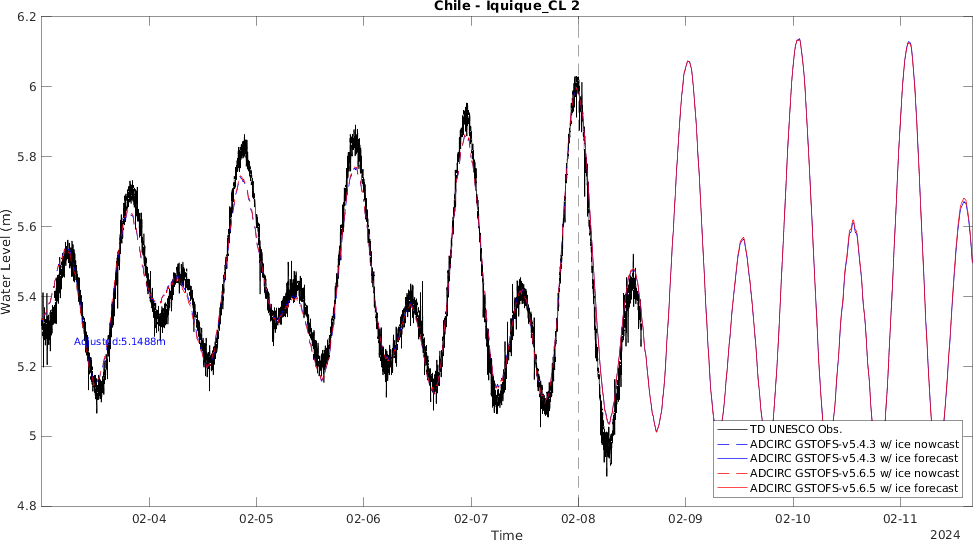 Chile - Iquique_CL 2
Water Level (m)
6.2
6
5.8
5.6
5.4
5.2
5
4.8
Adjusted:5.1488m
TD UNESCO Obs.
ADCIRC GSTOFS-v5.4.3 w/ ice nowcast
ADCIRC GSTOFS-v5.4.3 w/ ice forecast
ADCIRC GSTOFS-v5.6.5 w/ ice nowcast
ADCIRC GSTOFS-v5.6.5 w/ ice forecast
02-04 02-05 02-06 02-07 02-08 02-09 02-10 02-11
Time
2024